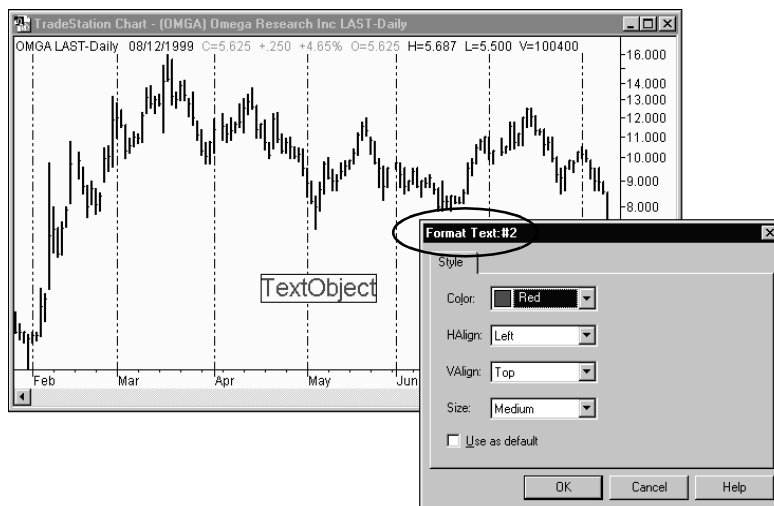 TradeStation Chart - (OMGA) Omega Research Inc LAST-Daily
OMGA LAST-Daily 08/12/1999 C=5.625 +.250 +4.65% O=5.625 H=5.687 L=5.500 V=100400
16.000
14.000
13.000
12.000
11.000
10.000
9.000
8.000
TextObject
Feb Mar Apr May Jun
Format Text:#2
Style
Color: Red
HAlign: Left
VAlign: Top
Size: Medium
Use as default
OK Cancel Help